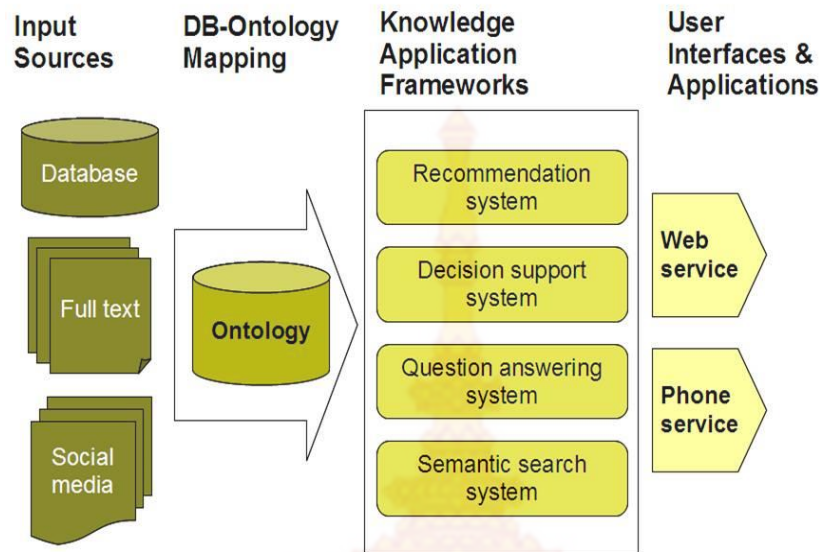 Input
Sources
DB-Ontology
Mapping
Knowledge
Application
Frameworks
User
Interfaces &
Applications
Database
Full text
Social
media
Ontology
Recommendation
system
Decision support
system
Question answering
system
Semantic search
system
Web
service
Phone
service